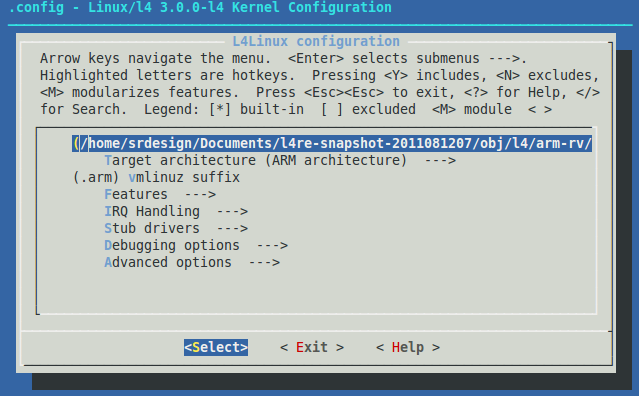 .config - Linux/l4 3.0.0-l4 Kernel Configuration
L4Linux configuration
Arrow keys navigate the menu.  <Enter> selects submenus --->.
Highlighted letters are hotkeys.  Pressing <Y> includes, <N> excludes,
<M> modularizes features.  Press <Esc><Esc> to exit, <?> for Help, </>
for Search.  Legend: [*] built-in  [ ] excluded  <M> module  < >
(/home/srdesign/Documents/l4re-snapshot-2011081207/obj/l4/arm-rv/
Target architecture (ARM architecture)  --->
(.arm) vmlinuz suffix
Features  --->
IRQ Handling  --->
Stub drivers  --->
Debugging options  --->
Advanced options  --->
<Select>    < Exit >    < Help >